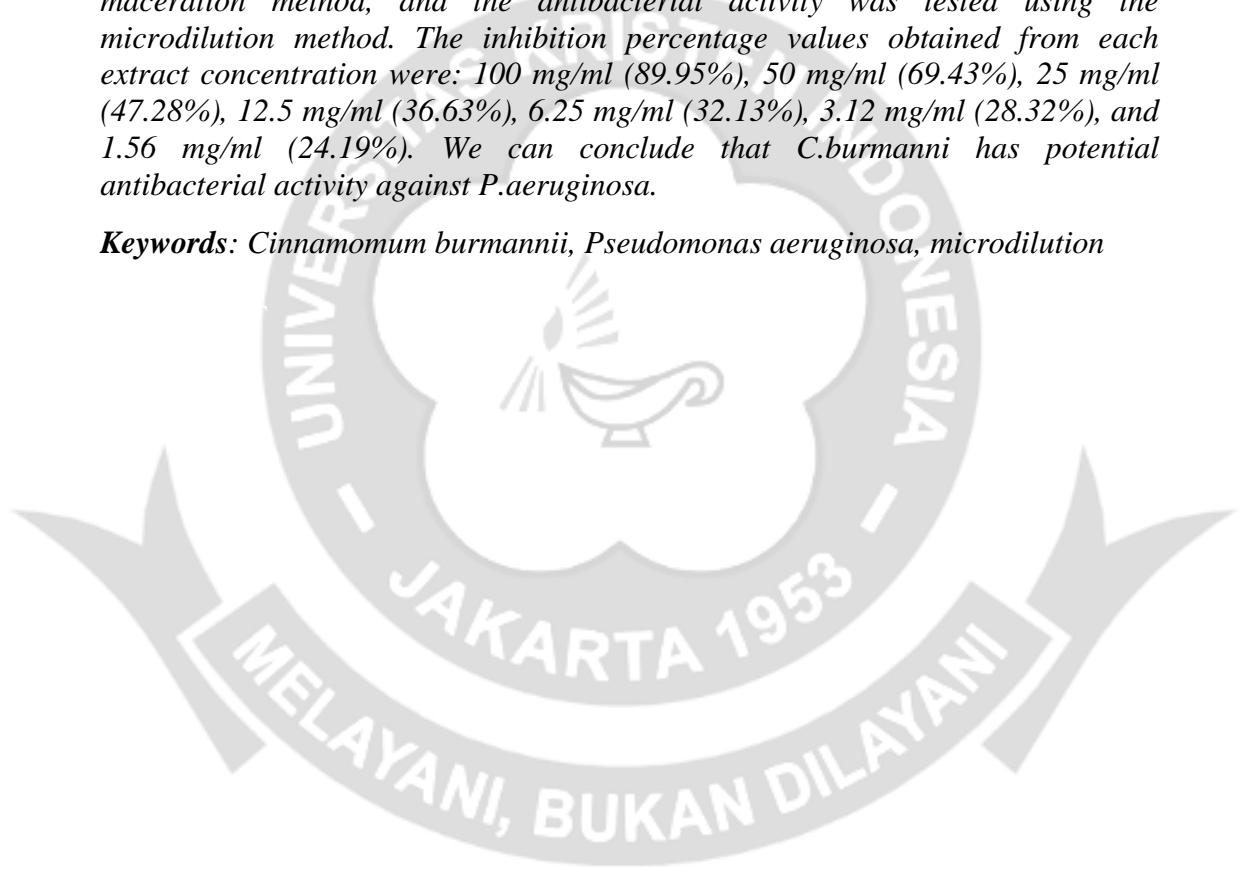 maceration method, and the antibacterial activity was tested using the
microdilution method. The inhibition percentage values obtained from each
extract concentration were: 100 mg/ml (89.95%), 50 mg/ml (69.43%), 25 mg/ml
(47.28%), 12.5 mg/ml (36.63%), 6.25 mg/ml (32.13%), 3.12 mg/ml (28.32%), and
1.56 mg/ml (24.19%). We can conclude that C.burmanni has potential
antibacterial activity against P.aeruginosa.
Keywords: Cinnamomum burmannii, Pseudomonas aeruginosa, microdilution
UNIVERSITAS KRISTEN INDONESIA
JAKARTA 1953
MELAYANI, BUKAN DILAYANI